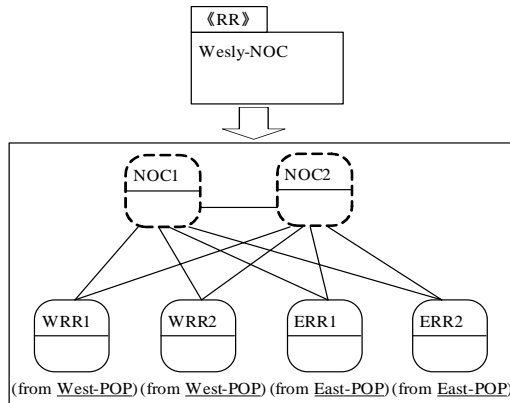 《RR》
Wesly-NOC
NOC1 NOC2
WRR1 WRR2 ERR1 ERR2
(from West-POP) (from West-POP) (from East-POP) (from East-POP)